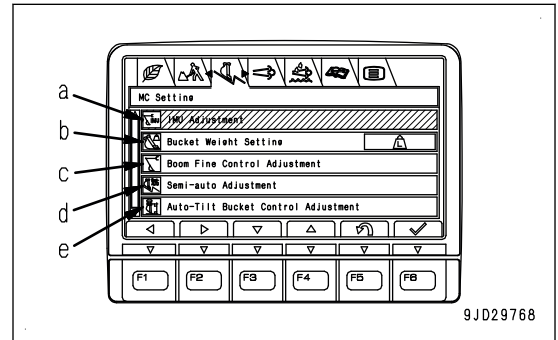 MC Setting
a
IMU Adjustment
b
Bucket Weight Setting
L
c
Boom Fine Control Adjustment
d
Semi-auto Adjustment
e
Auto-Tilt Bucket Control Adjustment
F1 F2 F3 F4 F5 F6
9JD29768